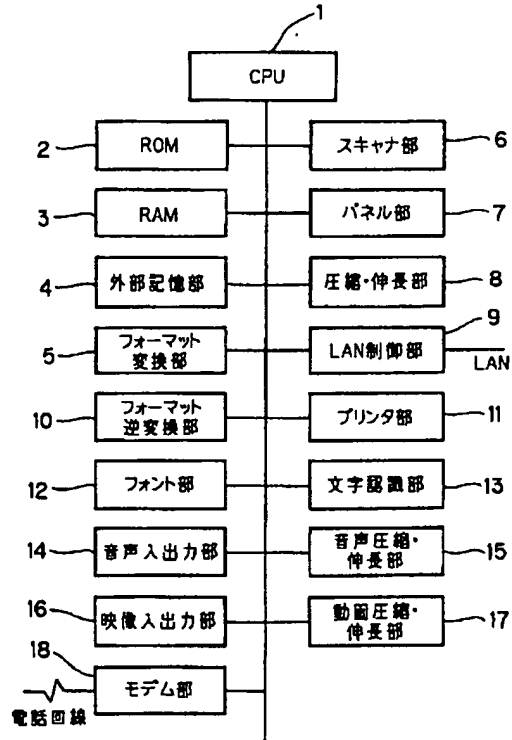 1
CPU
2
ROM
スキャナ部
6
3
RAM
パネル部
7
4
外部記憶部
圧縮・伸長部
8
5
フォーマット
変換部
LAN制御部
9
LAN
10
フォーマット
逆変換部
プリンタ部
11
12
フォント部
文字認識部
13
14
音声入出力部
音声圧縮・
伸長部
15
16
映像入出力部
動画圧縮・
伸長部
17
18
モデム部
電話回線